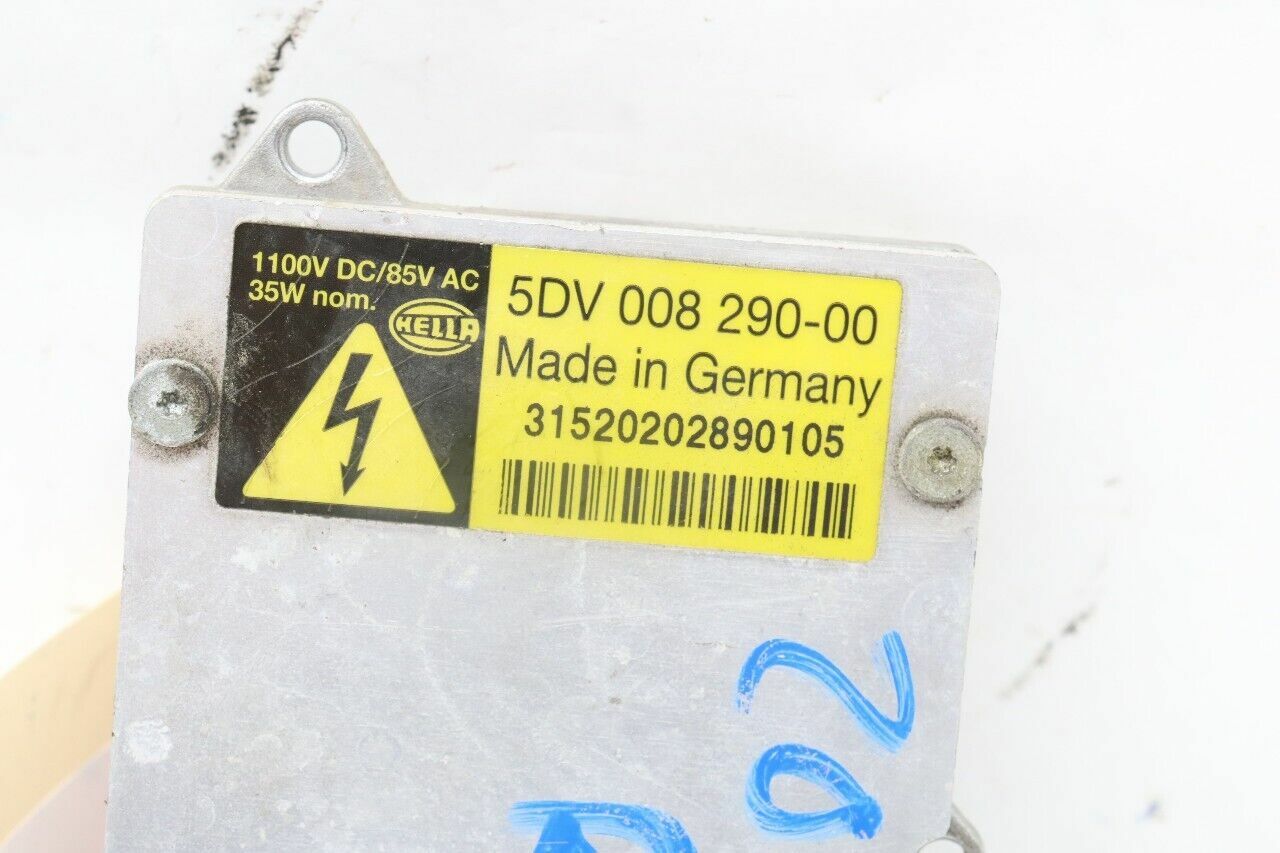 1100V DC/85V AC
35W nom.
HELLA
5DV 008 290-00
Made in Germany
31520202890105